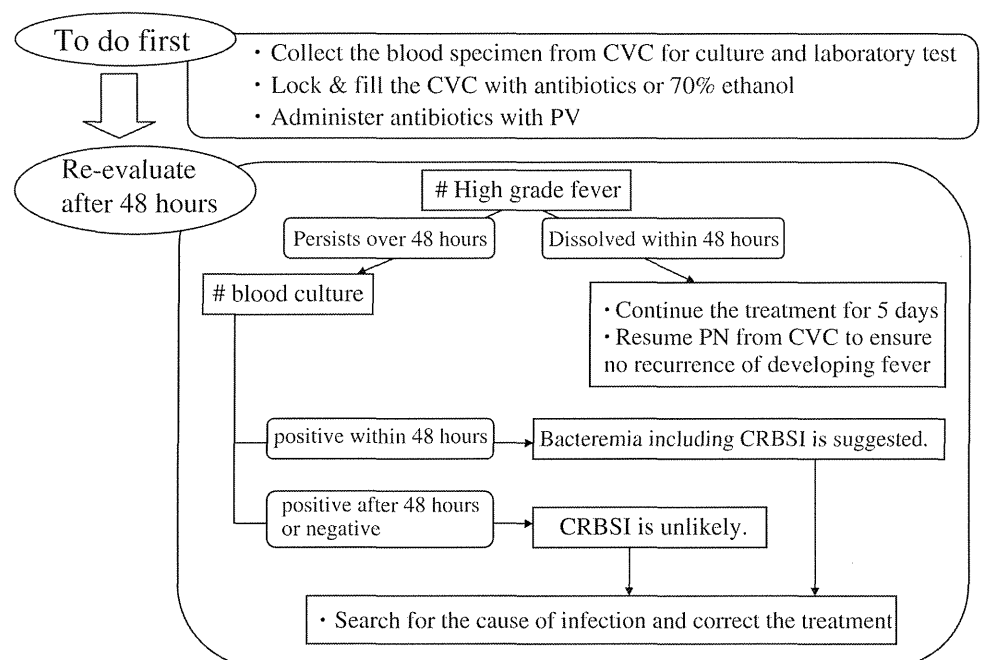 To do first
・Collect the blood specimen from CVC for culture and laboratory test
・Lock & fill the CVC with antibiotics or 70% ethanol
・Administer antibiotics with PV
Re-evaluate
after 48 hours
# High grade fever
Persists over 48 hours
Dissolved within 48 hours
# blood culture
・Continue the treatment for 5 days
・Resume PN from CVC to ensure
no recurrence of developing fever
positive within 48 hours
Bacteremia including CRBSI is suggested.
positive after 48 hours
or negative
CRBSI is unlikely.
・Search for the cause of infection and correct the treatment